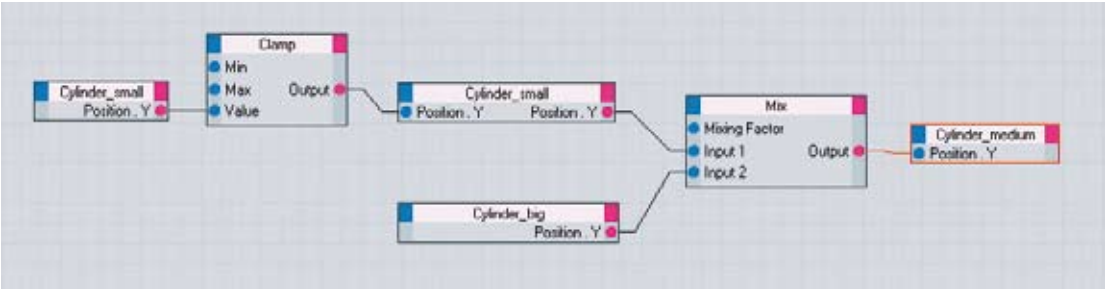 Cylinder_small
Position . Y
Clamp
Min
Max
Output
Value
Cylinder_small
Position . Y
Position . Y
Cylinder_big
Position . Y
Mix
Mixing Factor
Input 1
Output
Input 2
Cylinder_medium
Position . Y